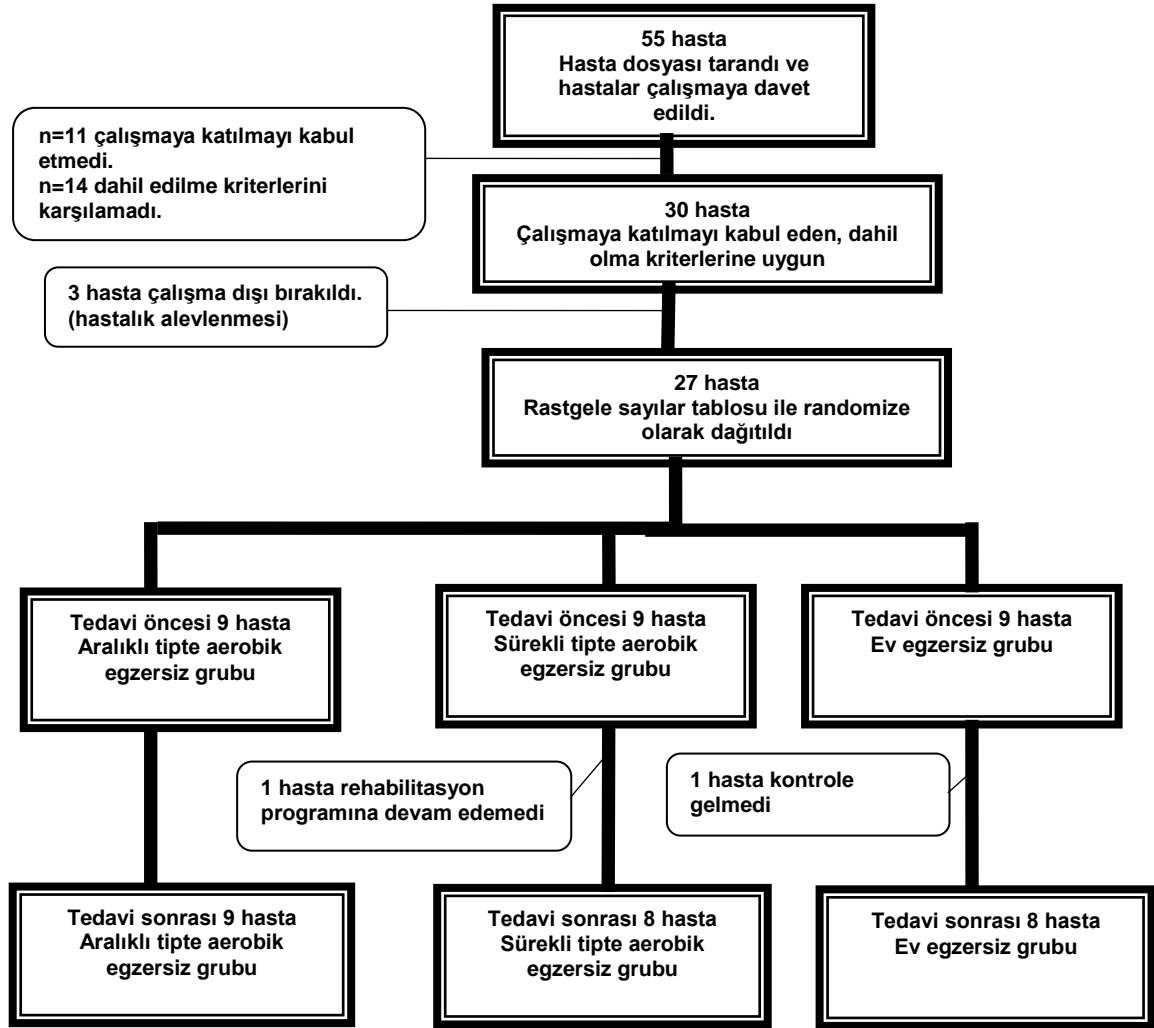 55 hasta
Hasta dosyası tarandı ve
hastalar çalışmaya davet
edildi.
n=11 çalışmaya katılmayı kabul
etmedi.
n=14 dahil edilme kriterlerini
karşılamadı.
30 hasta
Çalışmaya katılmayı kabul eden, dahil
olma kriterlerine uygun
3 hasta çalışma dışı bırakıldı.
(hastalık alevlenmesi)
27 hasta
Rastgele sayılar tablosu ile randomize
olarak dağıtıldı
Tedavi öncesi 9 hasta
Aralıklı tipte aerobik
egzersiz grubu
Tedavi öncesi 9 hasta
Sürekli tipte aerobik
egzersiz grubu
Tedavi öncesi 9 hasta
Ev egzersiz grubu
1 hasta rehabilitasyon
programına devam edemedi
1 hasta kontrole
gelmedi
Tedavi sonrası 9 hasta
Aralıklı tipte aerobik
egzersiz grubu
Tedavi sonrası 8 hasta
Sürekli tipte aerobik
egzersiz grubu
Tedavi sonrası 8 hasta
Ev egzersiz grubu